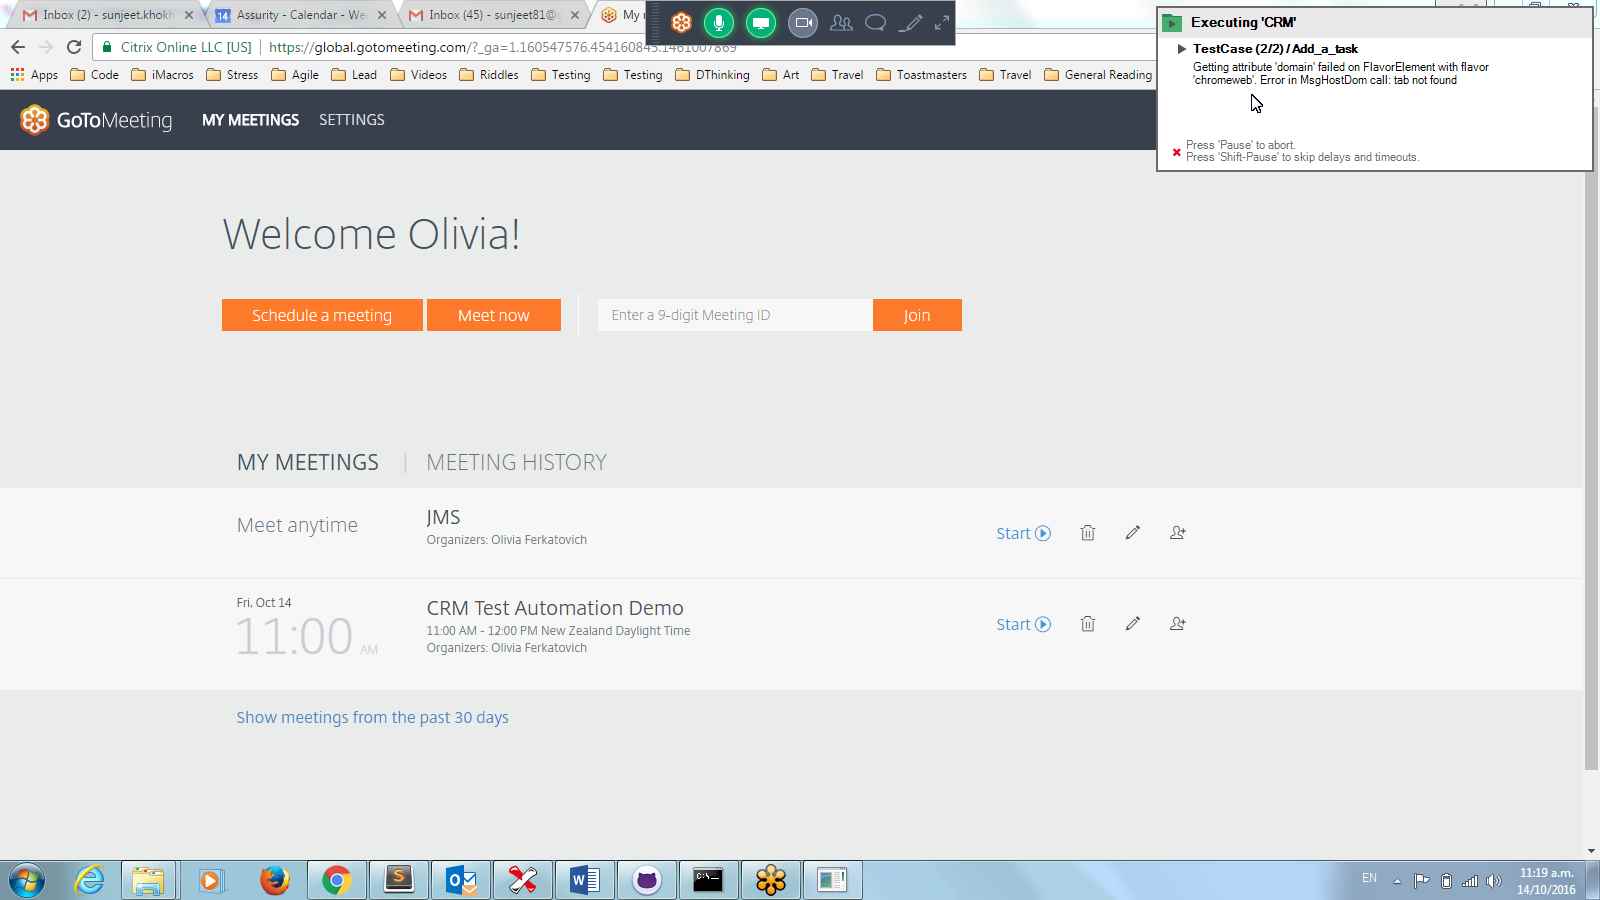 Inbox (2) - sunjeet.khokh
Assurity - Calendar - We
Inbox (45) - sunjeet81@
My
Citrix Online LLC [US]
https://global.gotomeeting.com/?_ga=1.160547576.454160845.1461007869
Apps
Code
iMacros
Stress
Agile
Lead
Videos
Riddles
Testing
Testing
DThinking
Art
Travel
Toastmasters
Travel
General Reading
Executing 'CRM'
TestCase (2/2) / Add_a_task
Getting attribute 'domain' failed on FlavorElement with flavor
'chromeweb'. Error in MsgHostDom call: tab not found
Press 'Pause' to abort.
Press 'Shift-Pause' to skip delays and timeouts.
GoToMeeting
MY MEETINGS
SETTINGS
Welcome Olivia!
Schedule a meeting
Meet now
Enter a 9-digit Meeting ID
Join
MY MEETINGS
MEETING HISTORY
Meet anytime
JMS
Organizers: Olivia Ferkatovich
Start
Fri, Oct 14
11:00 AM
CRM Test Automation Demo
11:00 AM - 12:00 PM New Zealand Daylight Time
Organizers: Olivia Ferkatovich
Start
Show meetings from the past 30 days
EN
11:19 a.m.
14/10/2016